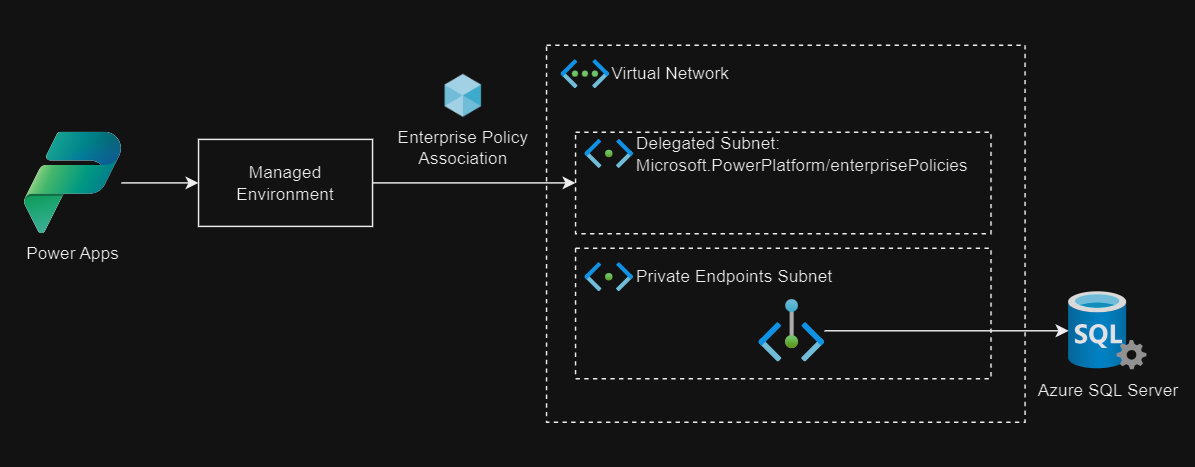 Virtual Network
Enterprise Policy
Association
Delegated Subnet:
Microsoft.PowerPlatform/enterprisePolicies
Managed
Environment
Power Apps
Private Endpoints Subnet
SQL
Azure SQL Server